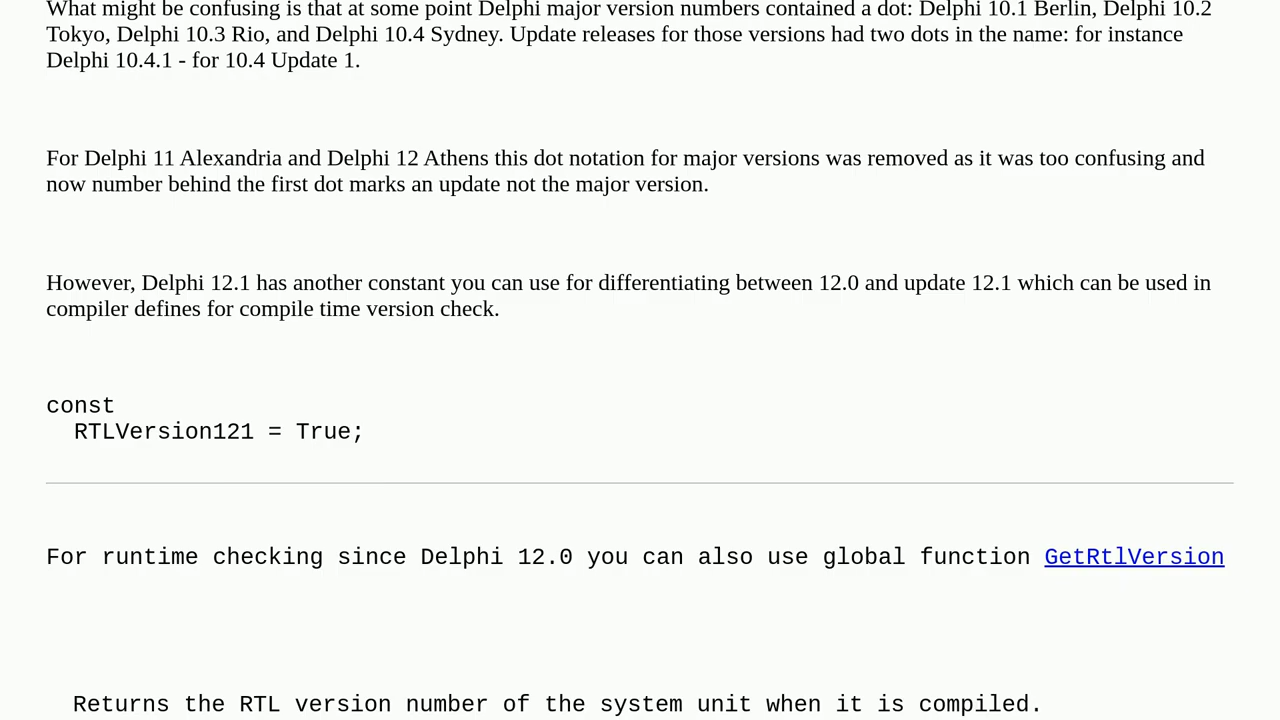 What might be confusing is that at some point Delphi major version numbers contained a dot: Delphi 10.1 Berlin, Delphi 10.2
Tokyo, Delphi 10.3 Rio, and Delphi 10.4 Sydney. Update releases for those versions had two dots in the name: for instance
Delphi 10.4.1 - for 10.4 Update 1.
For Delphi 11 Alexandria and Delphi 12 Athens this dot notation for major versions was removed as it was too confusing and
now number behind the first dot marks an update not the major version.
However, Delphi 12.1 has another constant you can use for differentiating between 12.0 and update 12.1 which can be used in
compiler defines for compile time version check.
const
  RTLVersion121 = True;
For runtime checking since Delphi 12.0 you can also use global function GetRtlVersion
Returns the RTL version number of the system unit when it is compiled.